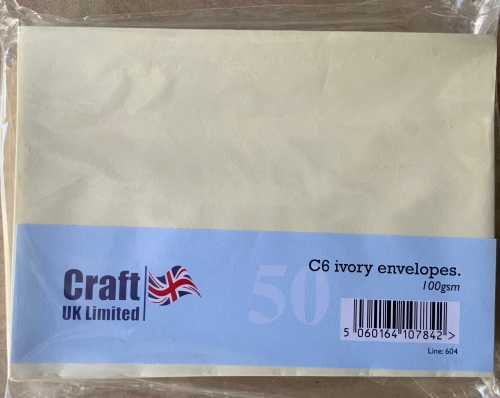 Craft
UK Limited
50
C6 ivory envelopes.
100gsm
5 060164 107842 >
Line: 604